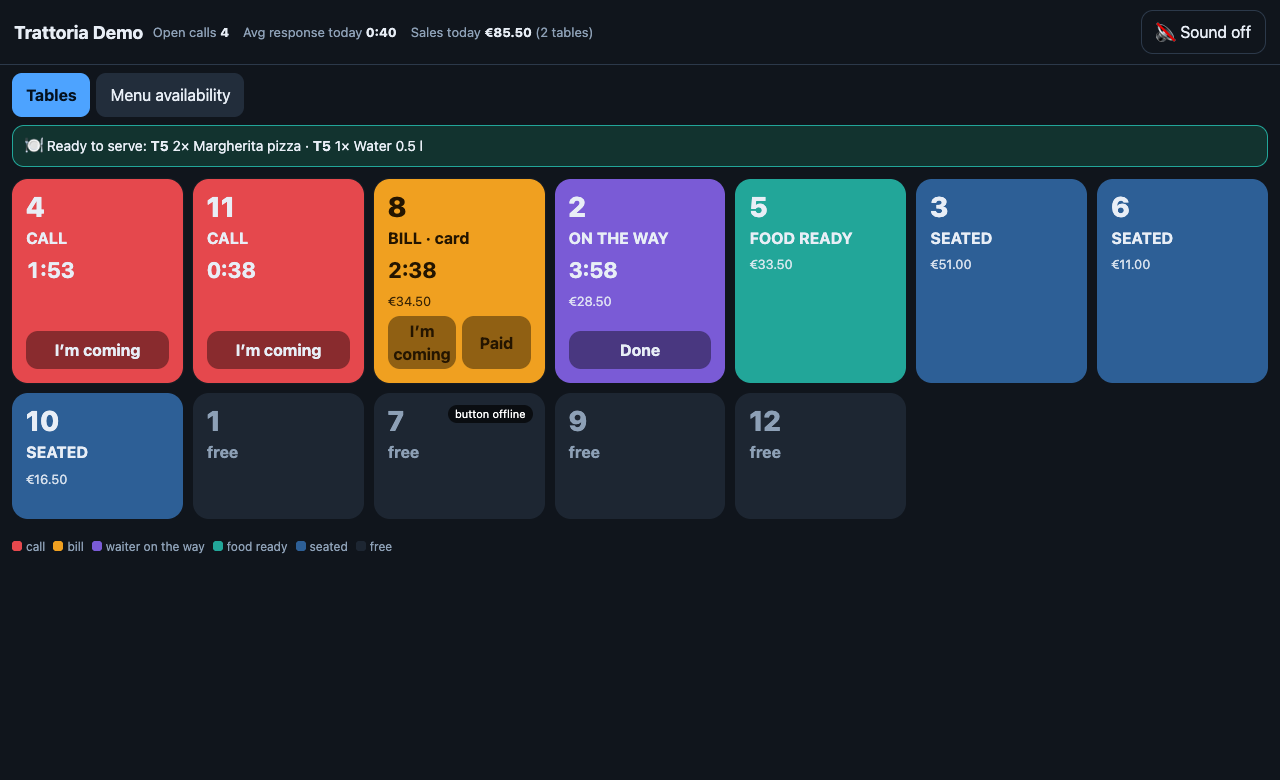 Trattoria Demo Open calls 4 Avg response today 0:40 Sales today €85.50 (2 tables) Sound off
Tables Menu availability
Ready to serve: T5 2× Margherita pizza · T5 1× Water 0.5 l
4
CALL
1:53
I’m coming
11
CALL
0:38
I’m coming
8
BILL · card
2:38
€34.50
I’m
coming
Paid
2
ON THE WAY
3:58
€28.50
Done
5
FOOD READY
€33.50
3
SEATED
€51.00
6
SEATED
€11.00
10
SEATED
€16.50
1
free
7 button offline
free
9
free
12
free
call bill waiter on the way food ready seated free